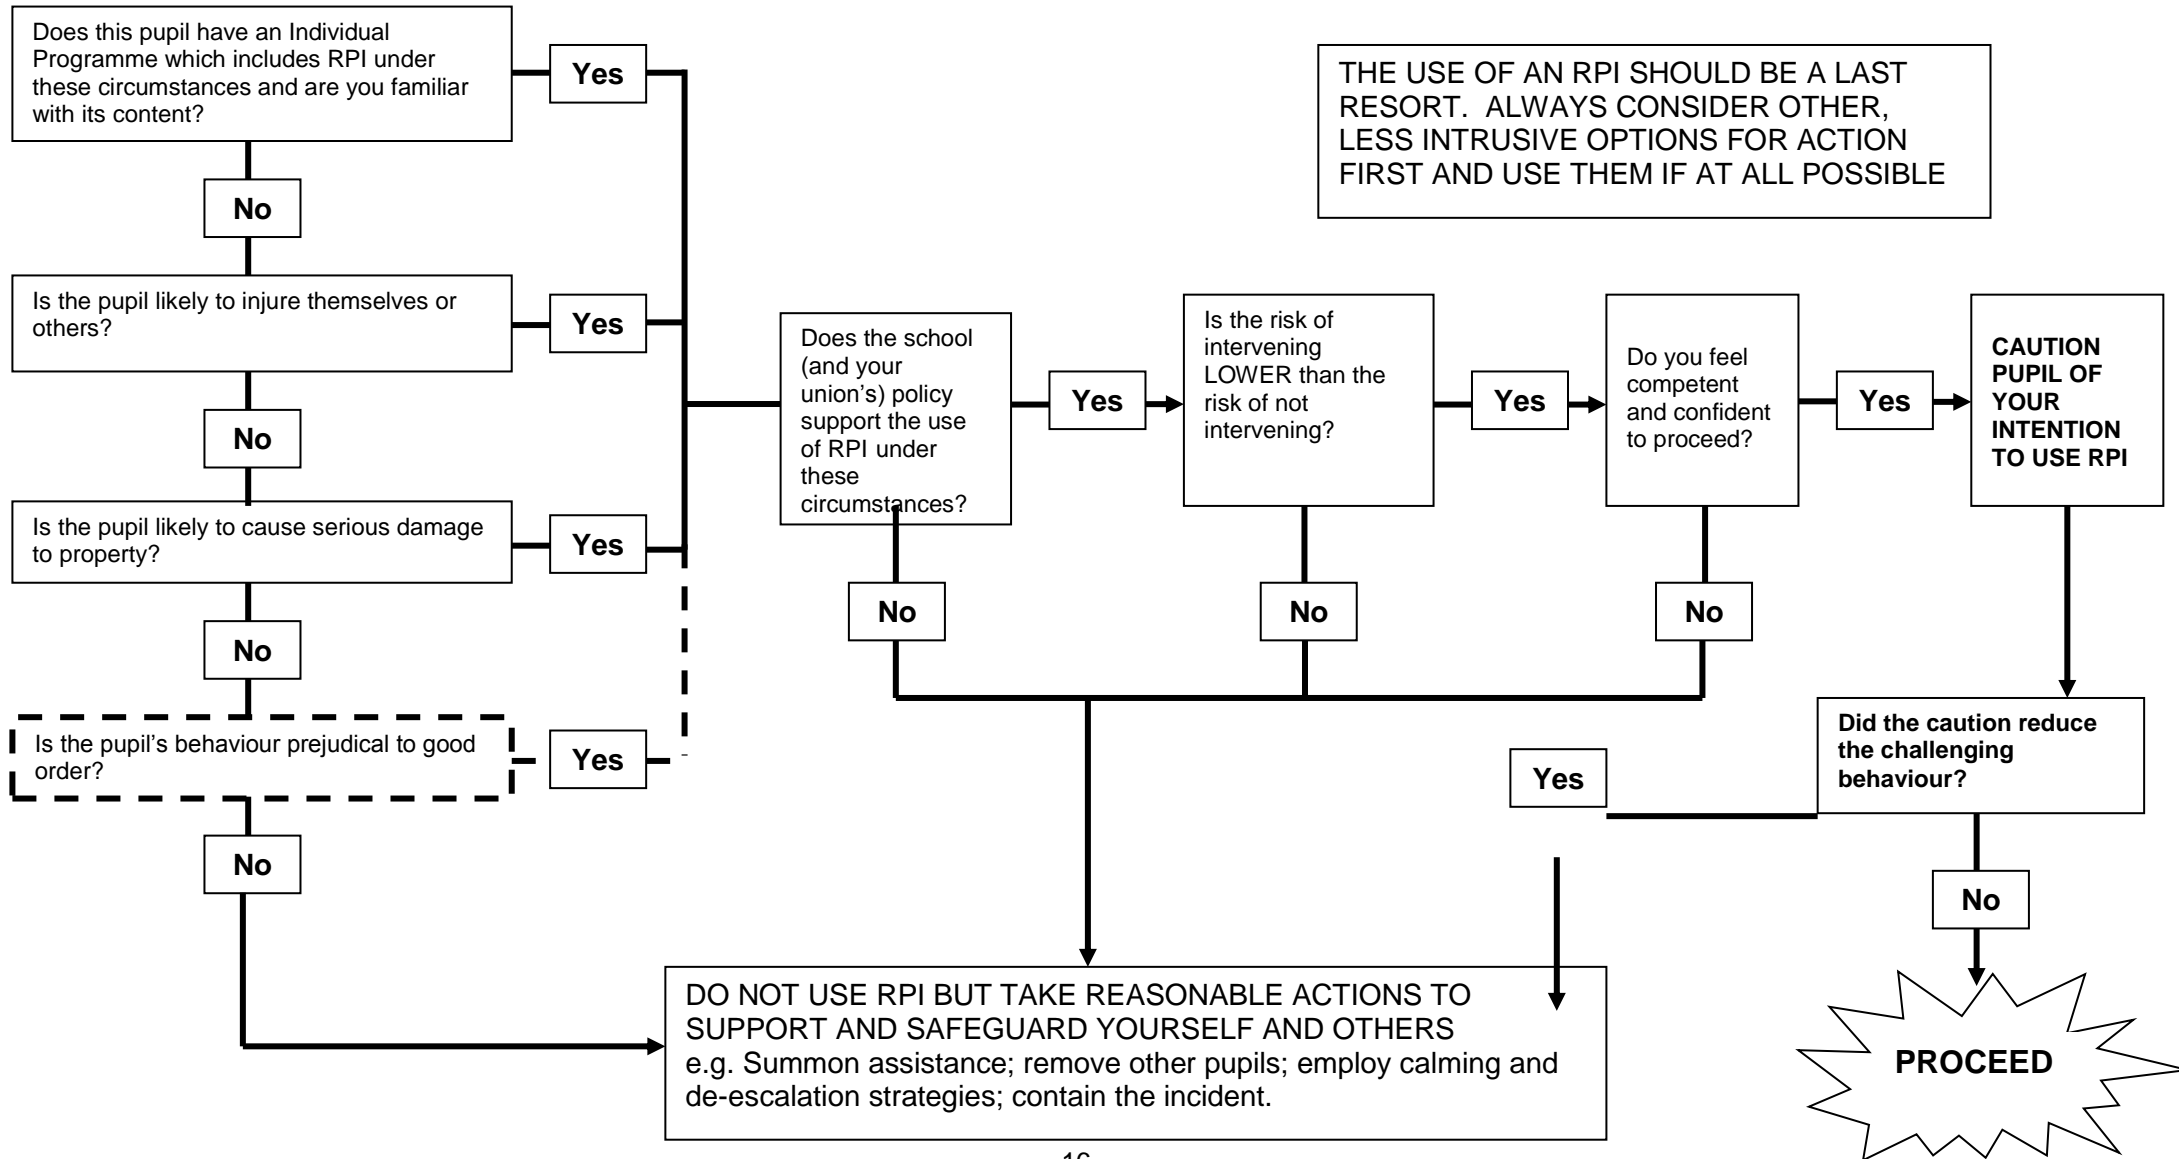 Does this pupil have an Individual
Programme which includes RPI under
these circumstances and are you familiar
with its content?
Yes
THE USE OF AN RPI SHOULD BE A LAST
RESORT.  ALWAYS CONSIDER OTHER,
LESS INTRUSIVE OPTIONS FOR ACTION
FIRST AND USE THEM IF AT ALL POSSIBLE
No
Is the pupil likely to injure themselves or
others?
Yes
No
Is the pupil likely to cause serious damage
to property?
Yes
No
Is the pupil's behaviour prejudical to good
order?
Yes
No
Does the school
(and your
union's) policy
support the use
of RPI under
these
circumstances?
Yes
No
Is the risk of
intervening
LOWER than the
risk of not
intervening?
Yes
No
Do you feel
competent
and confident
to proceed?
Yes
No
CAUTION
PUPIL OF
YOUR
INTENTION
TO USE RPI
Did the caution reduce
the challenging
behaviour?
Yes
No
DO NOT USE RPI BUT TAKE REASONABLE ACTIONS TO
SUPPORT AND SAFEGUARD YOURSELF AND OTHERS
e.g. Summon assistance; remove other pupils; employ calming and
de-escalation strategies; contain the incident.
PROCEED
16